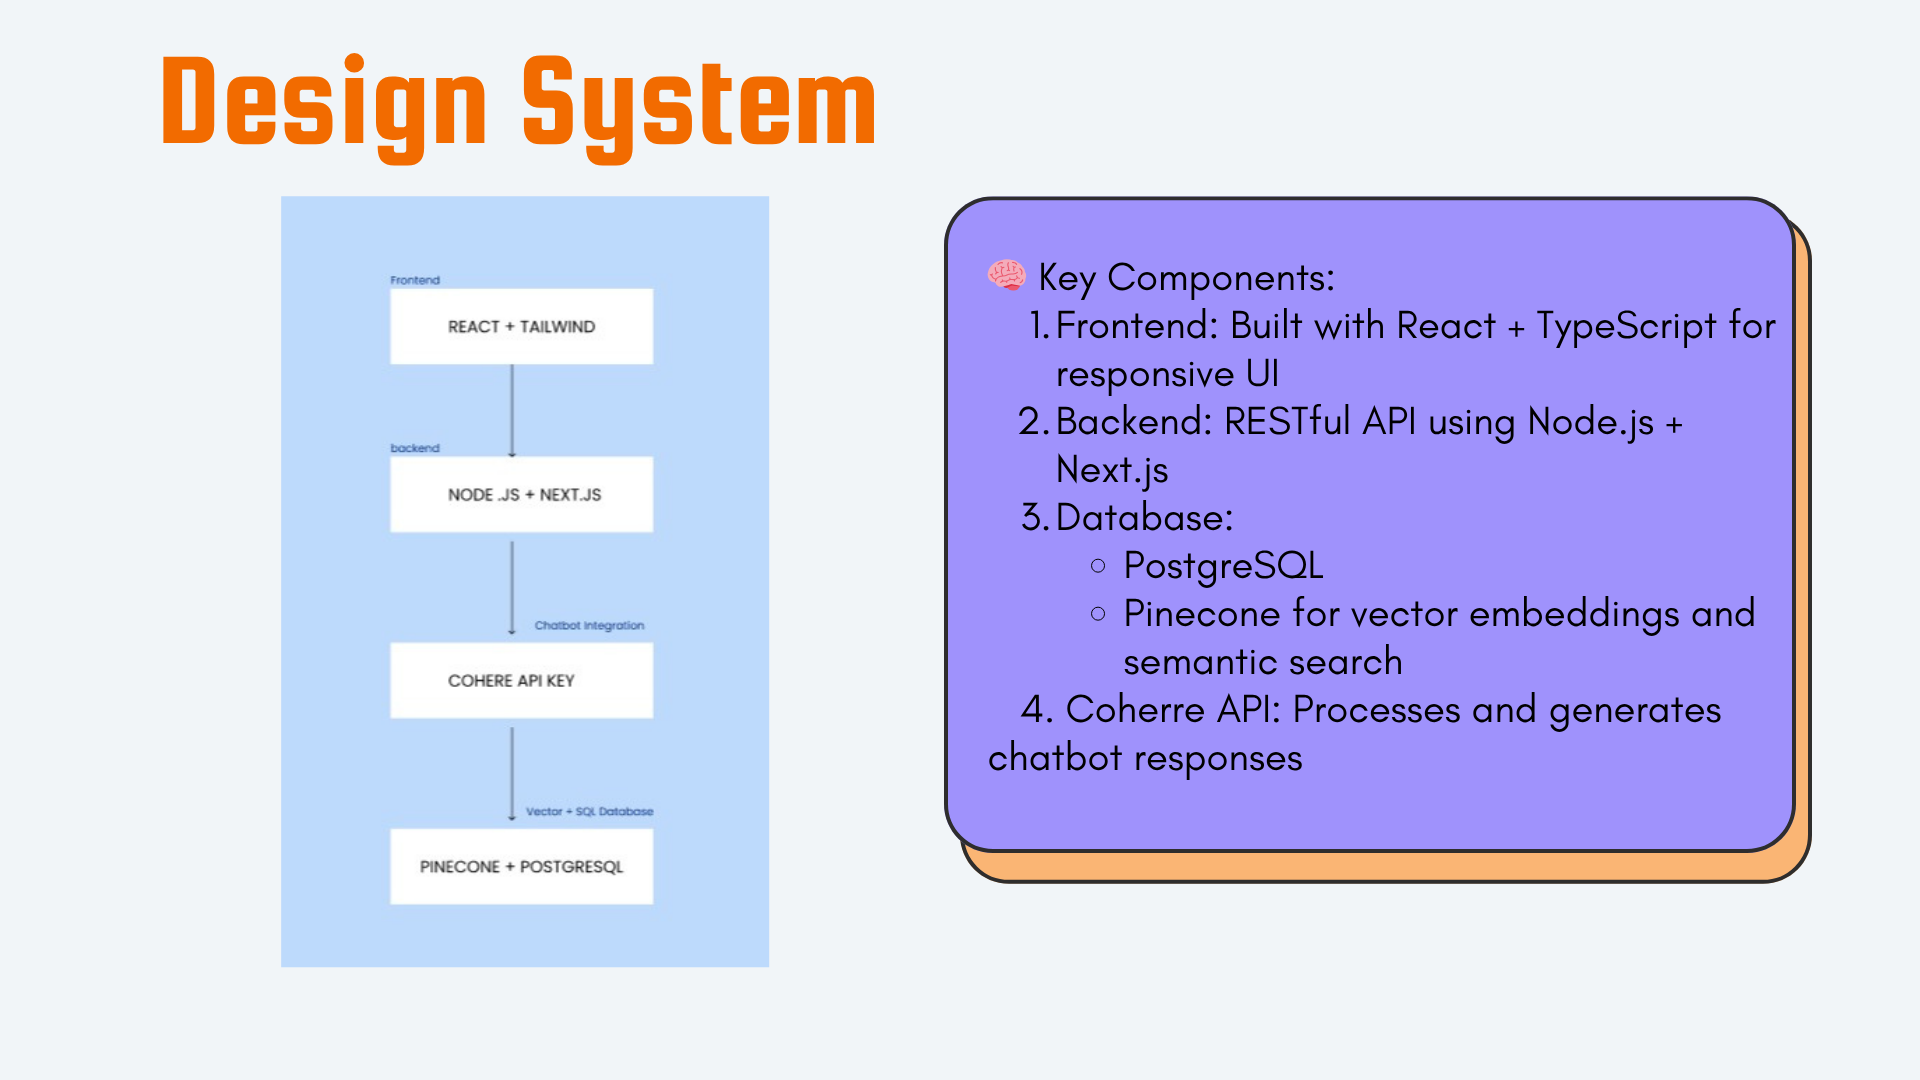 Design System
Frontend
REACT + TAILWIND
backend
NODE .JS + NEXT.JS
Chatbot Integration
COHERE API KEY
Vector + SQL Database
PINECONE + POSTGRESQL
🧠 Key Components:
1. Frontend: Built with React + TypeScript for
responsive UI
2. Backend: RESTful API using Node.js +
Next.js
3. Database:
○ PostgreSQL
○ Pinecone for vector embeddings and
semantic search
4. Coherre API: Processes and generates
chatbot responses